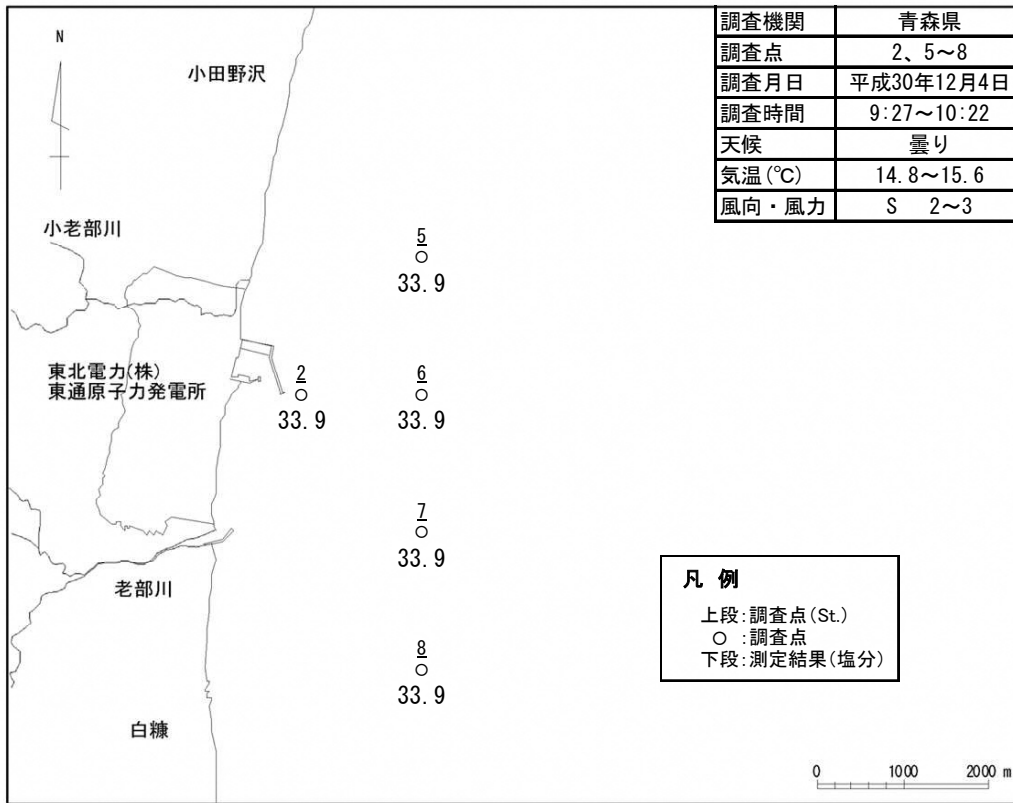 調査機関 青森県
調査点 2、5～8
調査月日 平成30年12月4日
調査時間 9:27～10:22
天候 曇り
気温(℃) 14.8～15.6
風向・風力 S 2～3
N
小田野沢
小老部川
5
33.9
東北電力(株)
東通原子力発電所
2
33.9
6
33.9
7
33.9
老部川
8
33.9
白糠
凡 例
上段:調査点(St.)
○ :調査点
下段:測定結果(塩分)
0 1000 2000 m